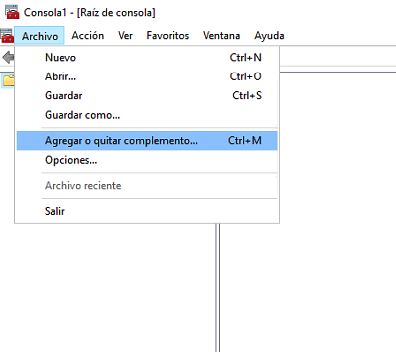 Consola1 - [Raíz de consola]
Archivo Acción Ver Favoritos Ventana Ayuda
Nuevo Ctrl+N
Abrir... Ctrl+O
Guardar Ctrl+S
Guardar como...
Agregar o quitar complemento... Ctrl+M
Opciones...
Archivo reciente
Salir